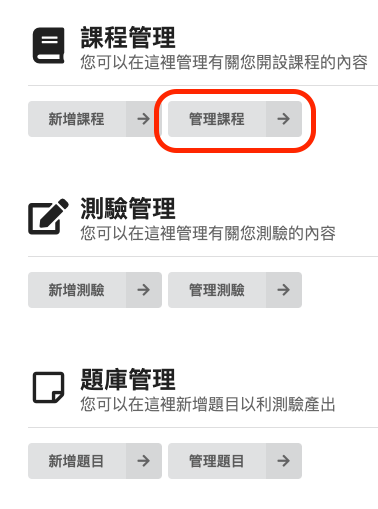 課程管理
您可以在這裡管理有關您開設課程的內容
新增課程 管理課程
測驗管理
您可以在這裡管理有關您測驗的內容
新增測驗 管理測驗
題庫管理
您可以在這裡新增題目以利測驗產出
新增題目 管理題目